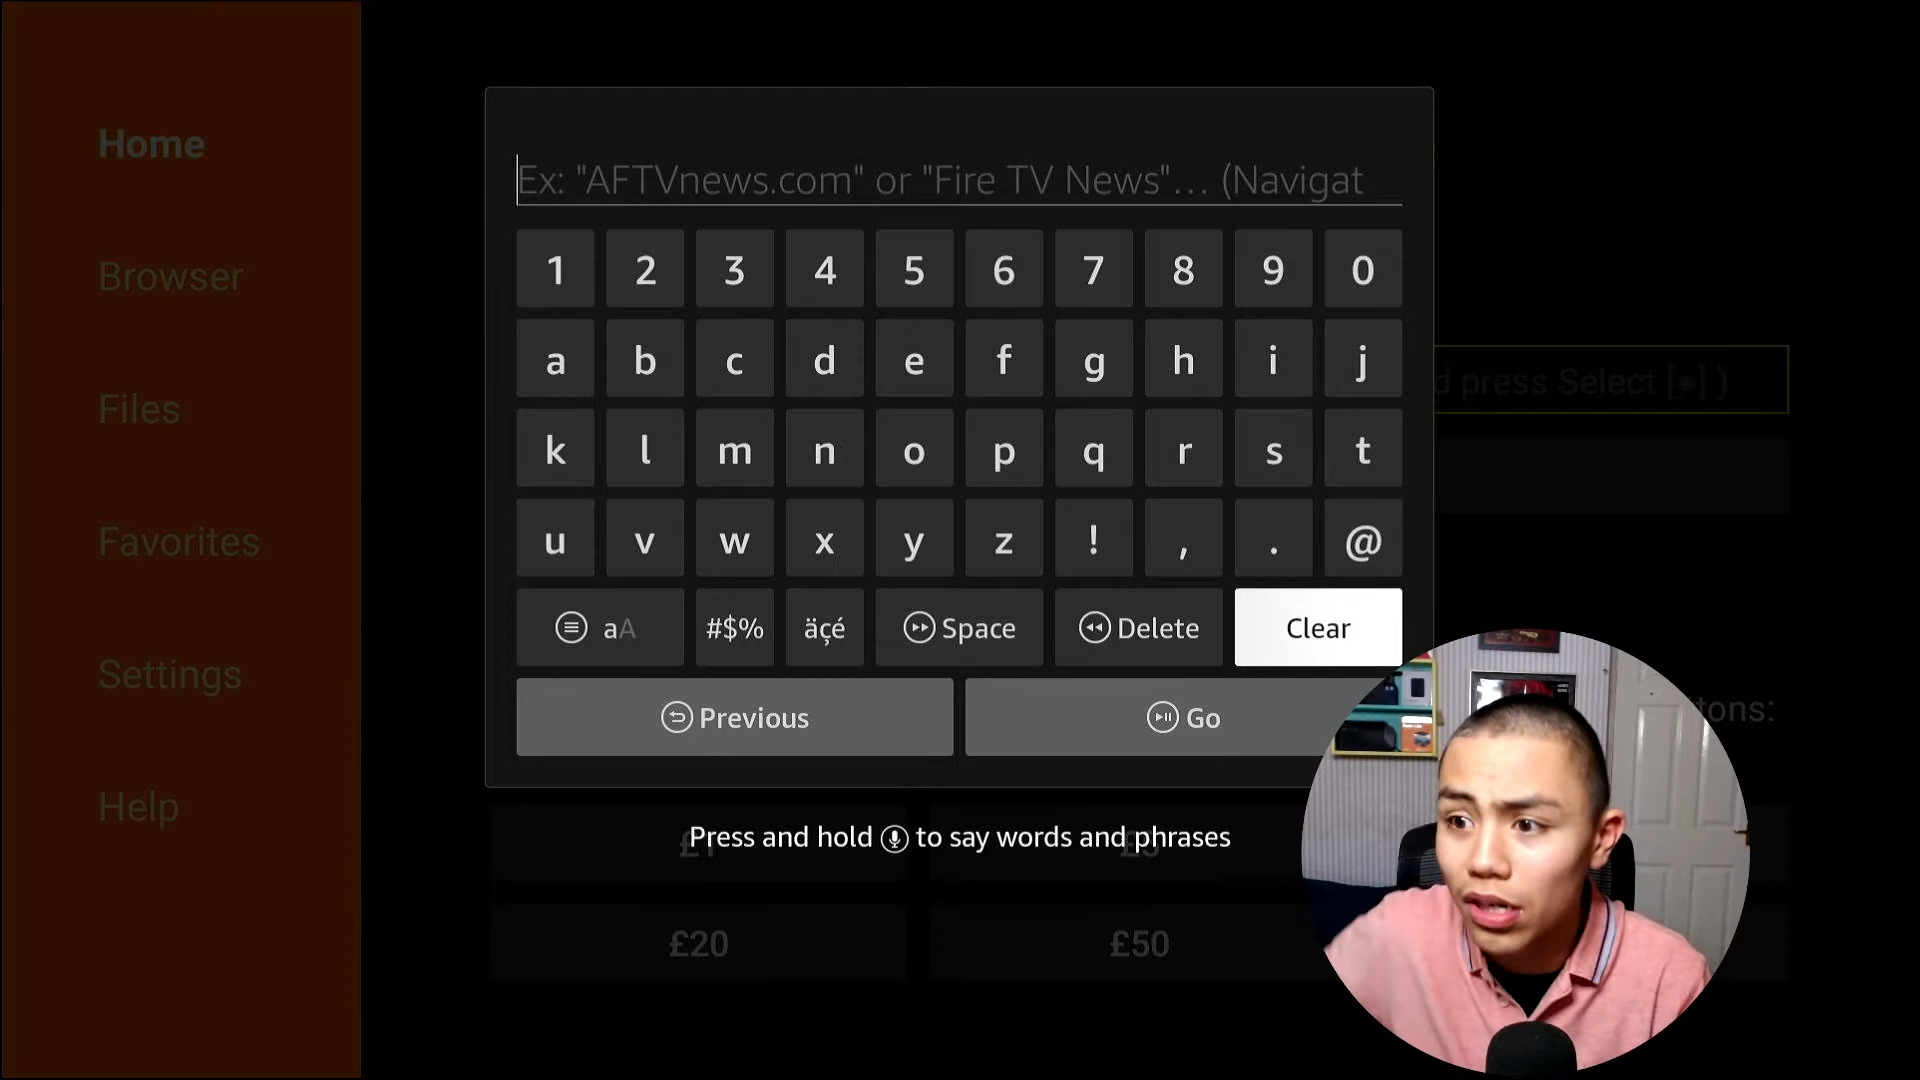 Home
Browser
Files
Favorites
Settings
Help
Ex: "AFTVnews.com" or "Fire TV News"... (Navigat
1 2 3 4 5 6 7 8 9 0
a b c d e f g h i j
k l m n o p q r s t
u v w x y z ! , . @
aA #$% äçé Space Delete Clear
Previous Go
d press Select [●] )
tons:
Press and hold to say words and phrases
£1 £5
£20 £50